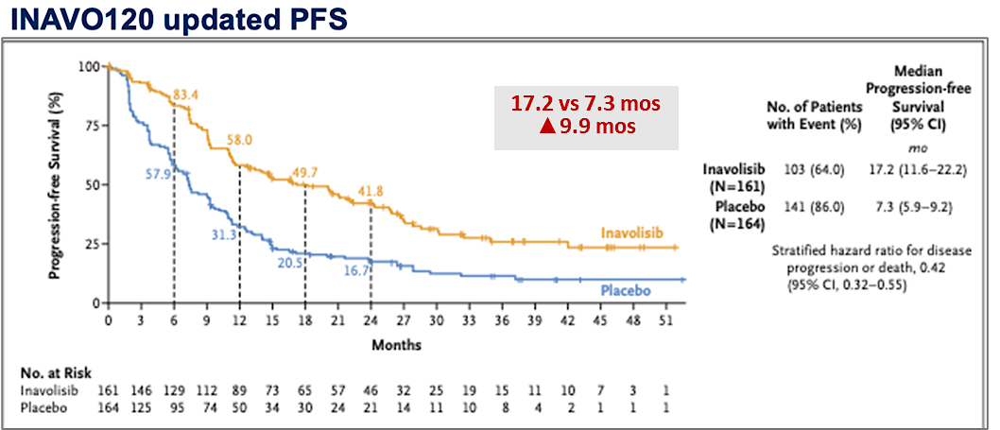 INAVO120 updated PFS
Progression-free Survival (%)
100
75
50
25
0
83.4
58.0
49.7
41.8
57.9
31.3
20.5
16.7
Inavolisib
Placebo
17.2 vs 7.3 mos
▲9.9 mos
0 3 6 9 12 15 18 21 24 27 30 33 36 39 42 45 48 51
Months
No. at Risk
Inavolisib 161 146 129 112 89 73 65 57 46 32 25 19 15 11 10 7 3 1
Placebo 164 125 95 74 50 34 30 24 21 14 11 10 8 4 2 1 1 1
No. of Patients
with Event (%)
Median
Progression-free
Survival
(95% CI)
mo
Inavolisib 103 (64.0) 17.2 (11.6–22.2)
(N=161)
Placebo 141 (86.0) 7.3 (5.9–9.2)
(N=164)
Stratified hazard ratio for disease
progression or death, 0.42
(95% CI, 0.32–0.55)